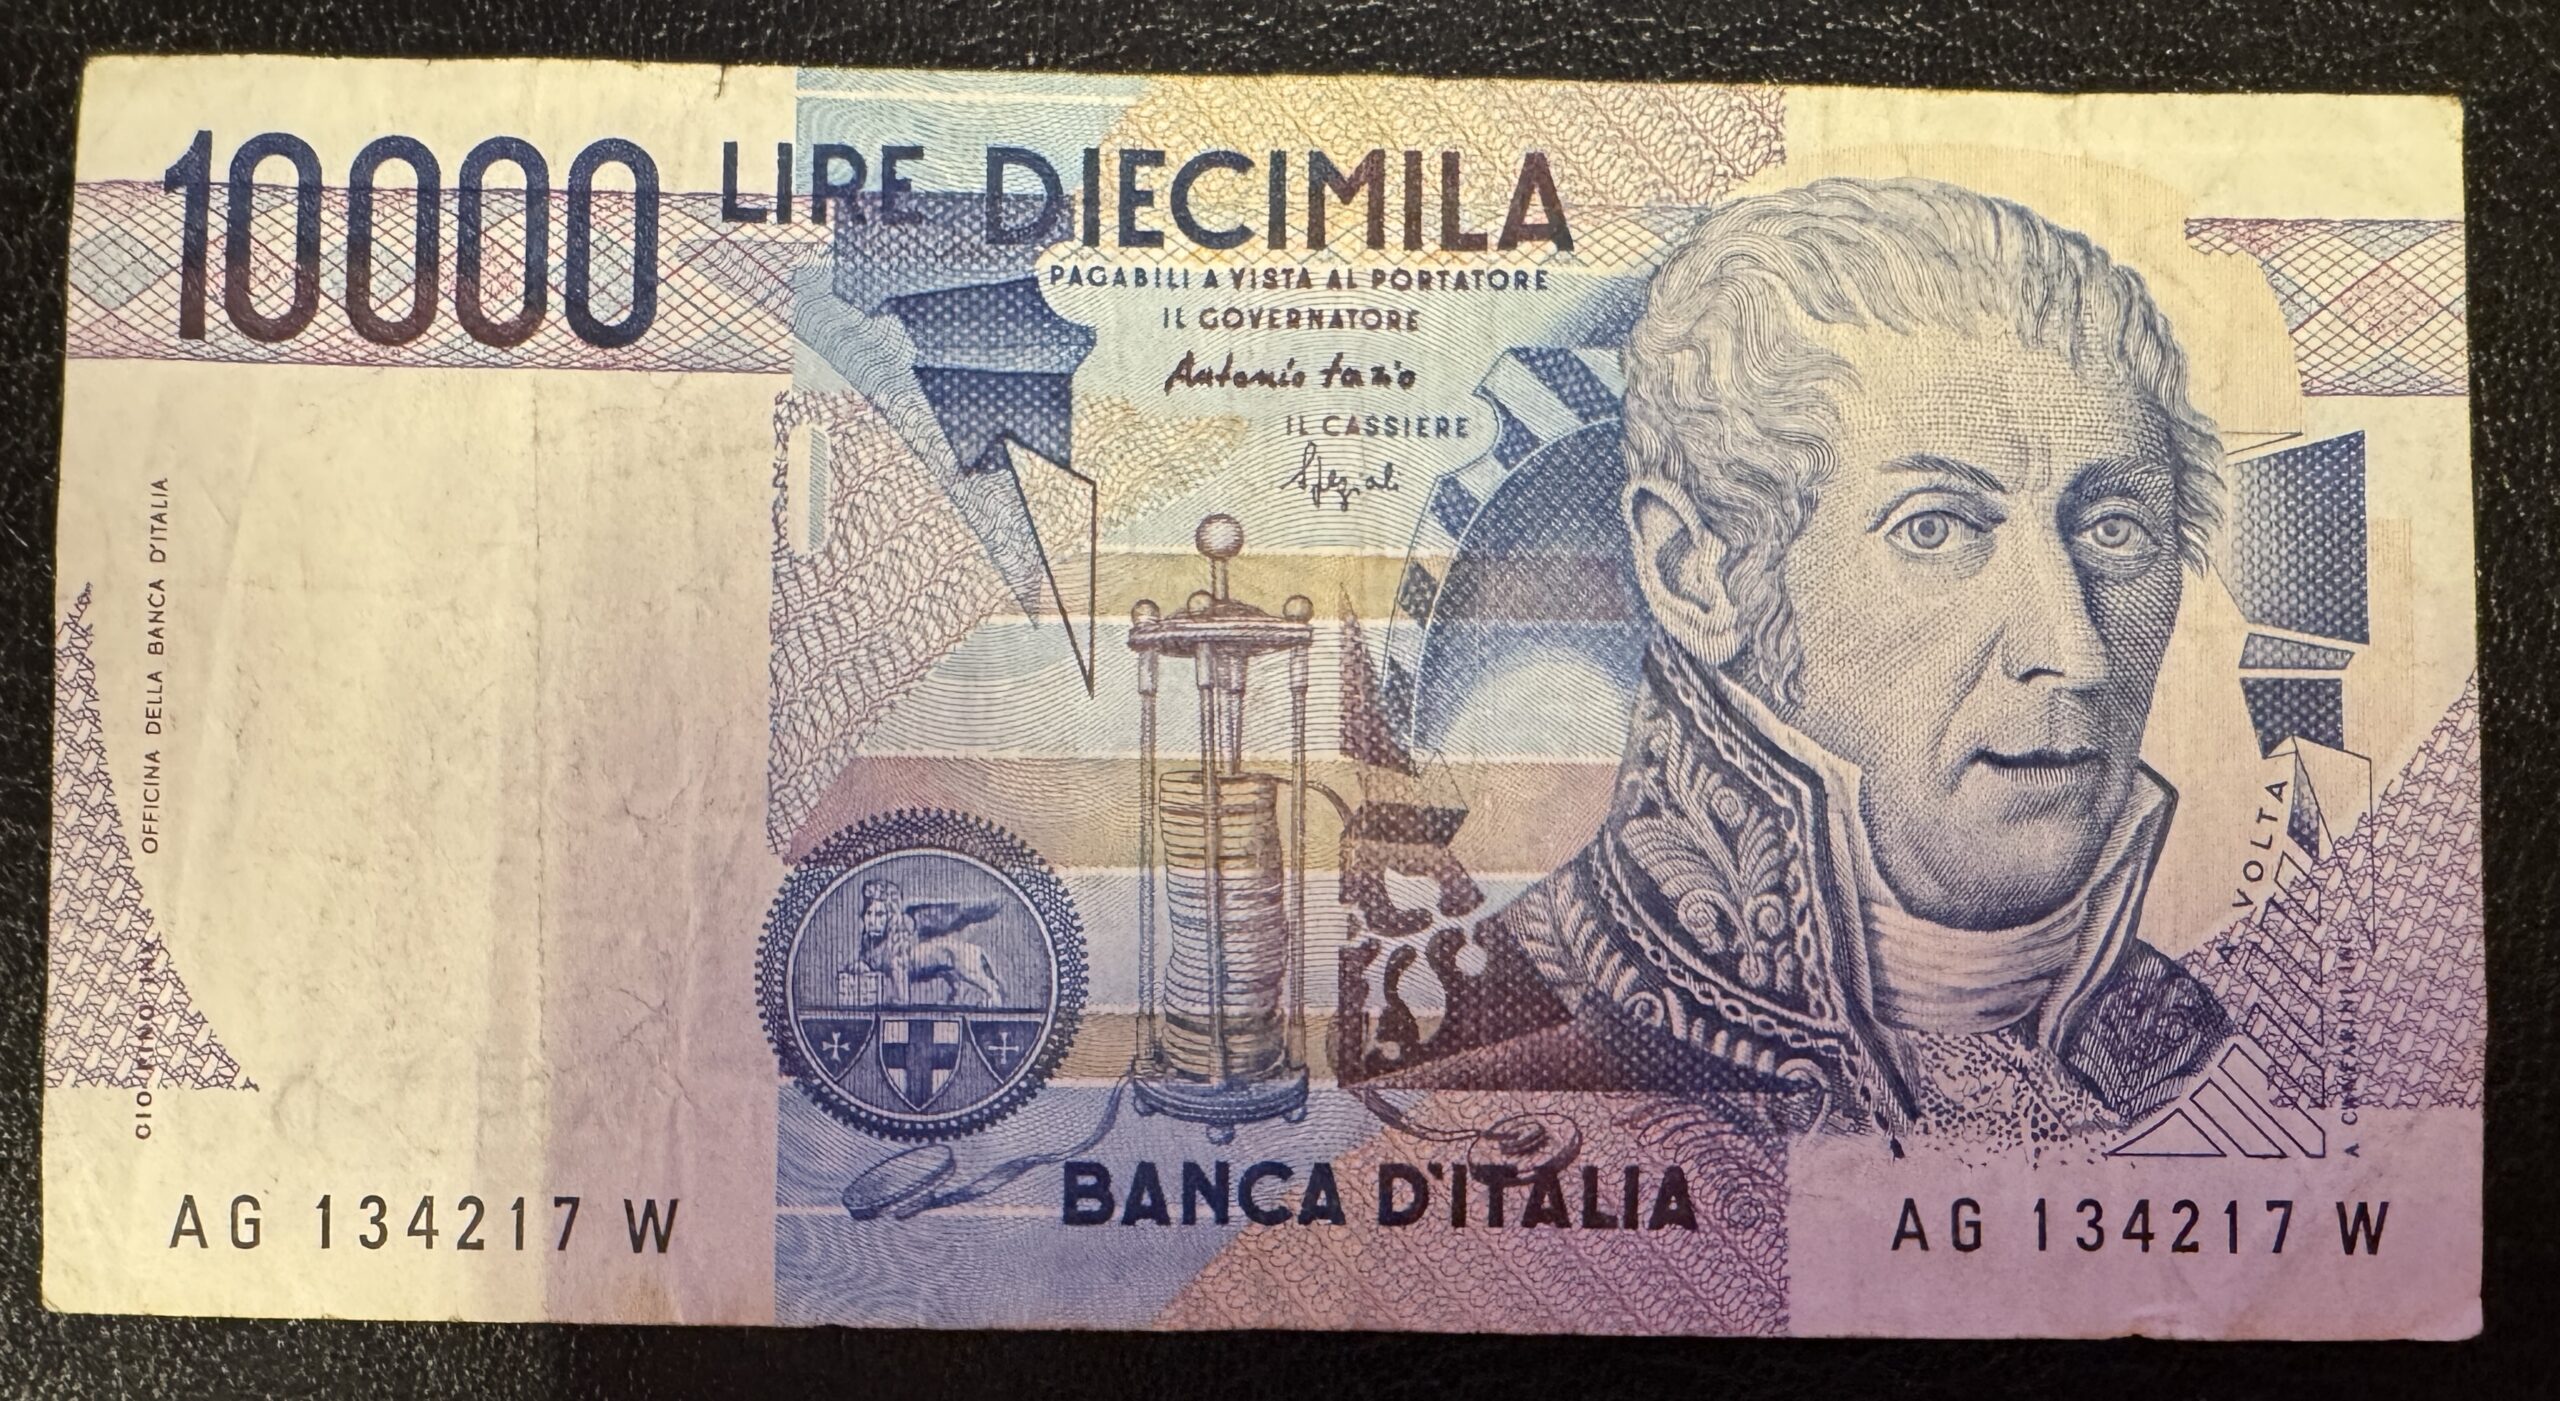 10000 LIRE DIECIMILA
PAGABILI A VISTA AL PORTATORE
IL GOVERNATORE
Antonio Fazio
IL CASSIERE
Speziali
OFFICINA DELLA BANCA D'ITALIA
A VOLTA
BANCA D'ITALIA
AG 134217 W
AG 134217 W